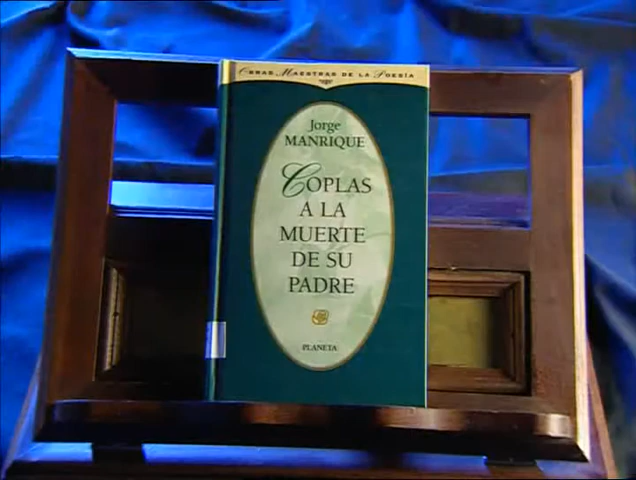 OBRAS MAESTRAS DE LA POESÍA
Jorge
MANRIQUE
COPLAS
A LA
MUERTE
DE SU
PADRE
PLANETA